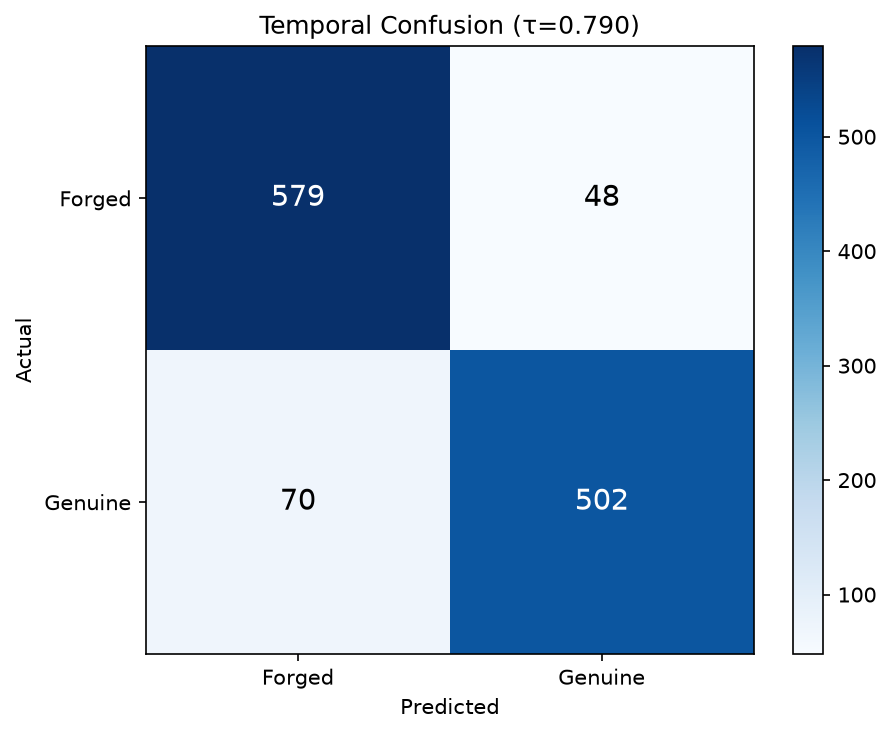 Temporal Confusion (τ=0.790)
Actual
Forged
579
48
Genuine
70
502
Forged
Genuine
Predicted
500
400
300
200
100